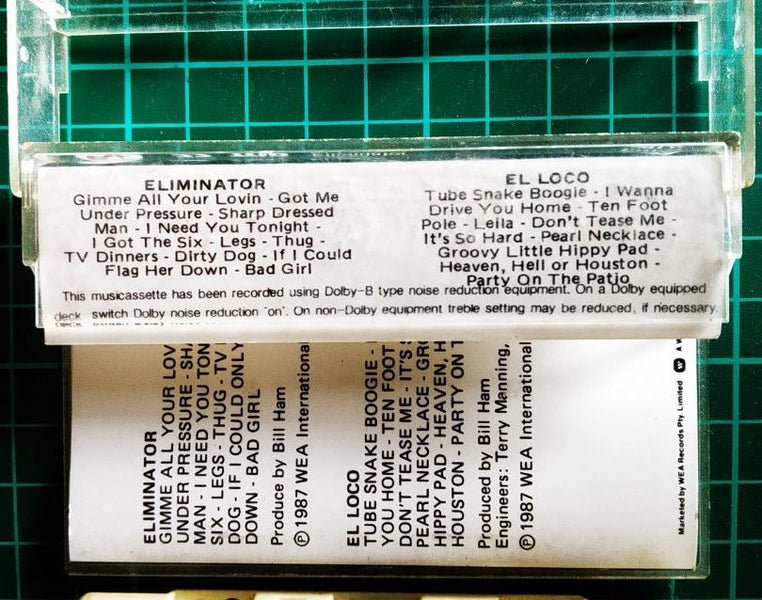 ELIMINATOR
Gimme All Your Lovin - Got Me
Under Pressure - Sharp Dressed
Man - I Need You Tonight -
I Got The Six - Legs - Thug -
TV Dinners - Dirty Dog - If I Could
Flag Her Down - Bad Girl
EL LOCO
Tube Snake Boogie - I Wanna
Drive You Home - Ten Foot
Pole - Leila - Don't Tease Me -
It's So Hard - Pearl Necklace -
Groovy Little Hippy Pad -
Heaven, Hell or Houston -
Party On The Patio
This musicassette has been recorded using Dolby-B type noise reduction equipment. On a Dolby equipped
deck switch Dolby noise reduction "on". On non-Dolby equipment treble setting may be reduced, if necessary.
ELIMINATOR
GIMME ALL YOUR LOV
UNDER PRESSURE - SHA
MAN - I NEED YOU TON
SIX - LEGS - THUG - TV
DOG - IF I COULD ONLY
DOWN - BAD GIRL
Produce by Bill Ham
Ⓟ 1987 WEA Internationa
EL LOCO
TUBE SNAKE BOOGIE -
YOU HOME - TEN FOOT
DON'T TEASE ME - IT'S
PEARL NECKLACE - GR
HIPPY PAD - HEAVEN, H
HOUSTON - PARTY ON T
Produced by Bill Ham
Engineers: Terry Manning,
Ⓟ 1987 WEA International
Marketed by WEA Records Pty. Limited